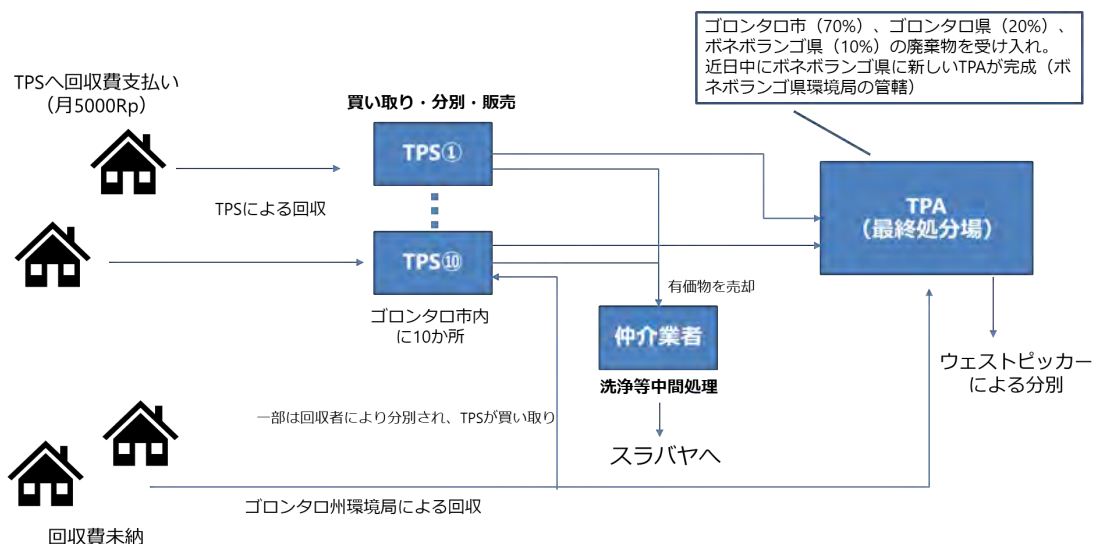 ゴロンタロ市（70%）、ゴロンタロ県（20%）、
ボネボランゴ県（10%）の廃棄物を受け入れ。
近日中にボネボランゴ県に新しいTPAが完成（ボ
ネボランゴ県環境局の管轄）
TPSへ回収費支払い
（月5000Rp）
買い取り・分別・販売
TPS①
TPSによる回収
TPA
（最終処分場）
TPS⑩
有価物を売却
ゴロンタロ市内
に10か所
仲介業者
ウェストピッカー
による分別
洗浄等中間処理
一部は回収者により分別され、TPSが買い取り
スラバヤへ
ゴロンタロ州環境局による回収
回収費未納